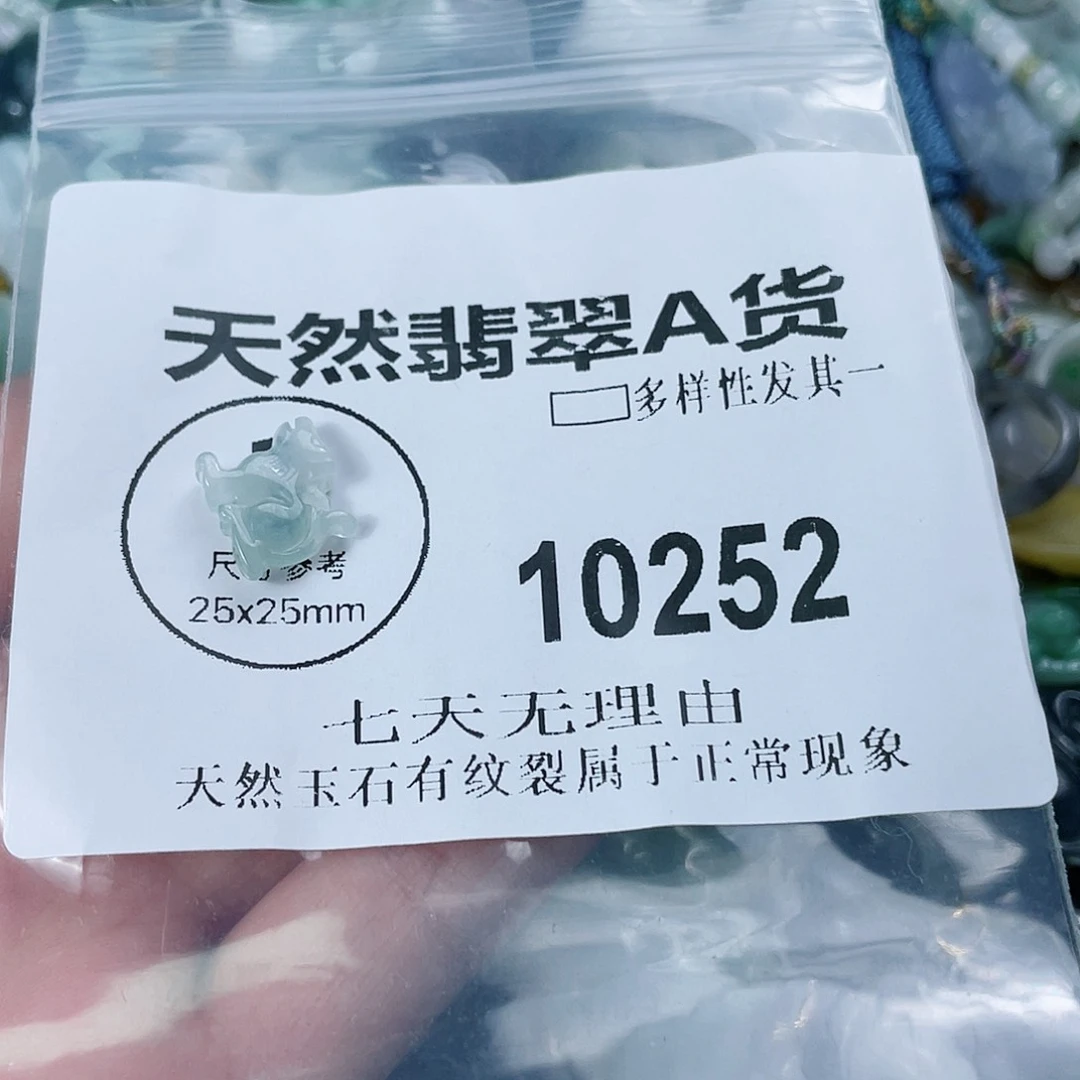 天然翡翠A货
多样性发其一
尺寸参考
25x25mm
10252
七天无理由
天然玉石有纹裂属于正常现象